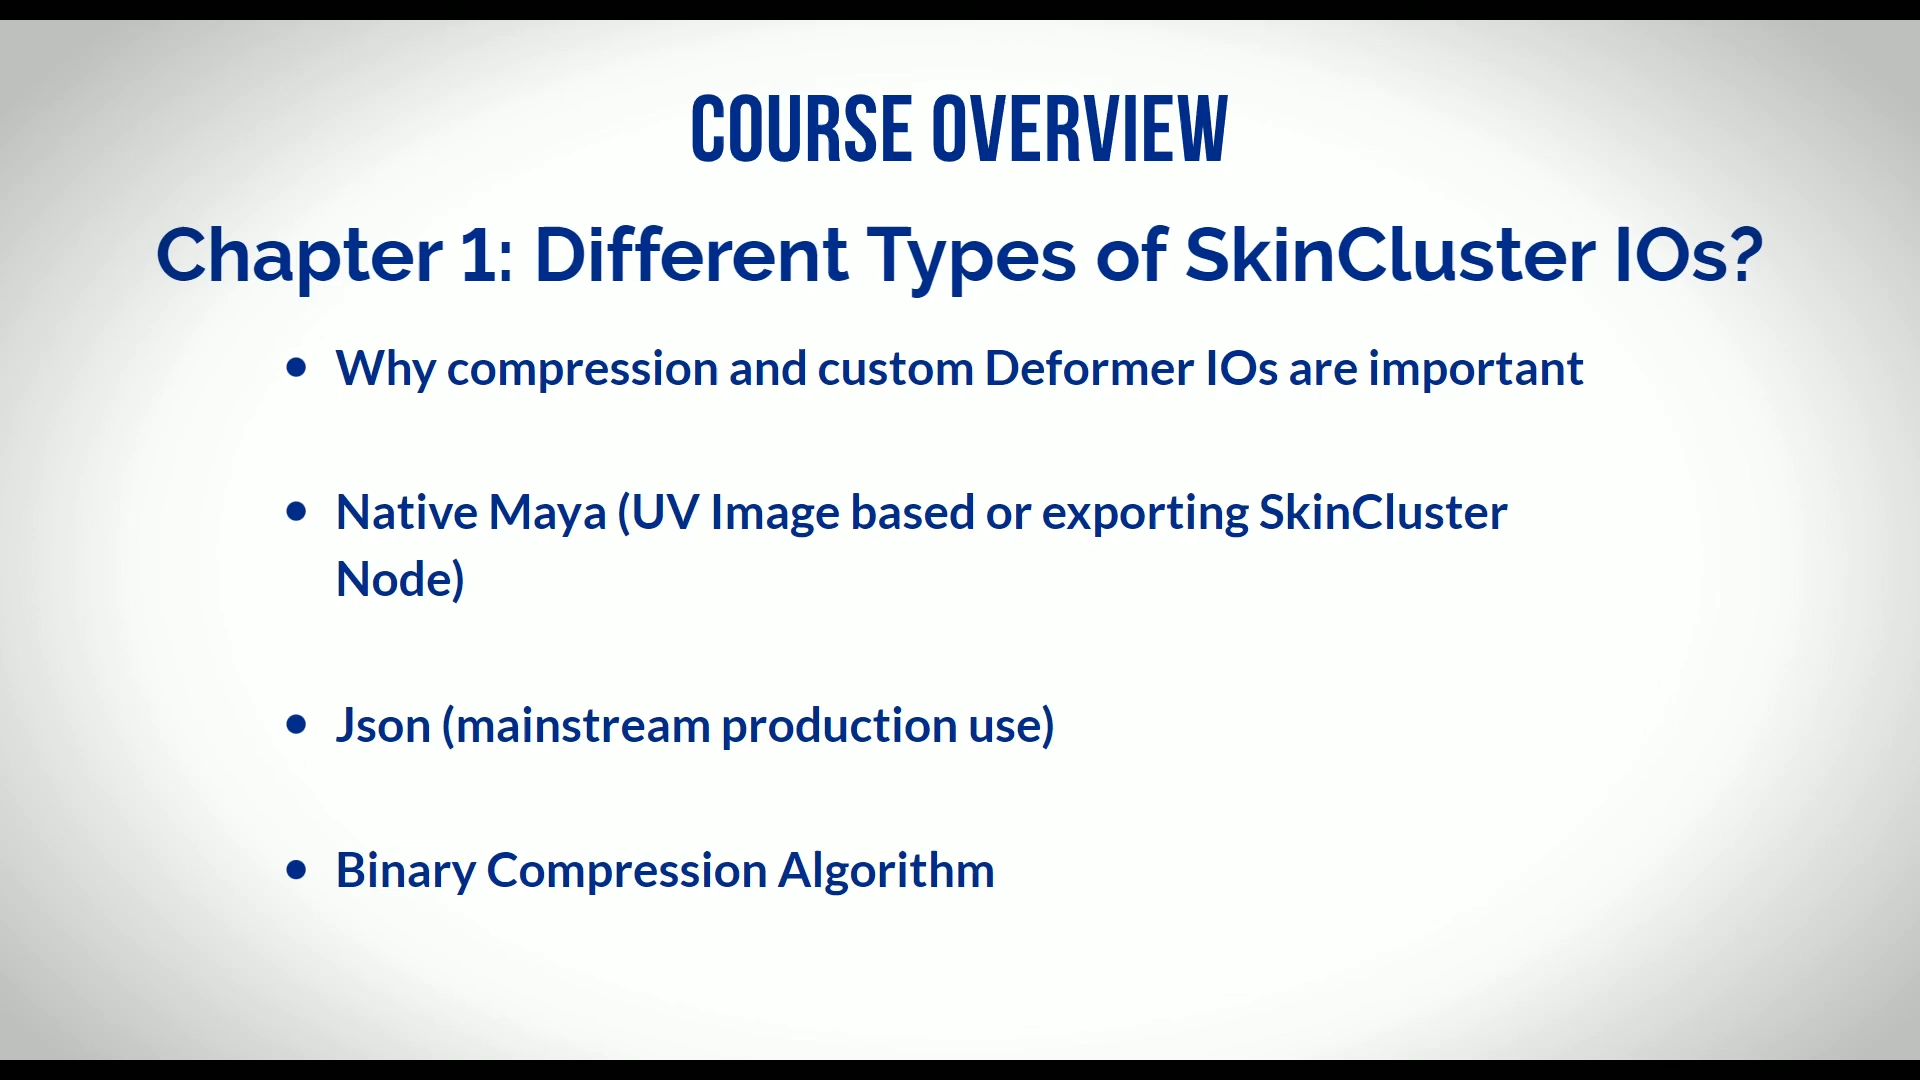 COURSE OVERVIEW
Chapter 1: Different Types of SkinCluster IOs?
• Why compression and custom Deformer IOs are important
• Native Maya (UV Image based or exporting SkinCluster
Node)
• Json (mainstream production use)
• Binary Compression Algorithm